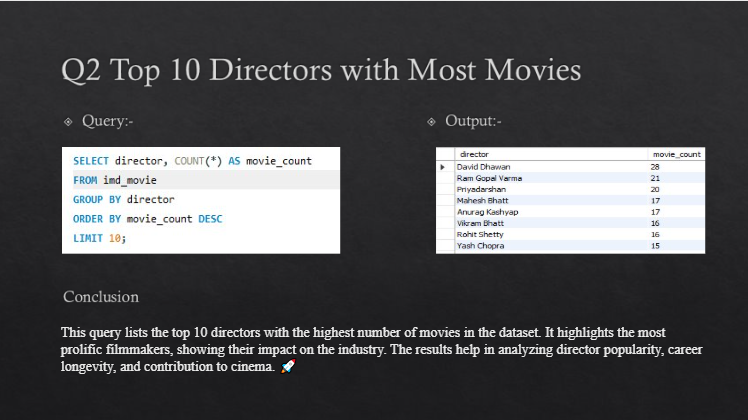 Q2 Top 10 Directors with Most Movies
Query:-
SELECT director, COUNT(*) AS movie_count
FROM imd_movie
GROUP BY director
ORDER BY movie_count DESC
LIMIT 10;
Output:-
director movie_count
David Dhawan 28
Ram Gopal Varma 21
Priyadarshan 20
Mahesh Bhatt 17
Anurag Kashyap 17
Vikram Bhatt 16
Rohit Shetty 16
Yash Chopra 15
Conclusion
This query lists the top 10 directors with the highest number of movies in the dataset. It highlights the most
prolific filmmakers, showing their impact on the industry. The results help in analyzing director popularity, career
longevity, and contribution to cinema. 🚀